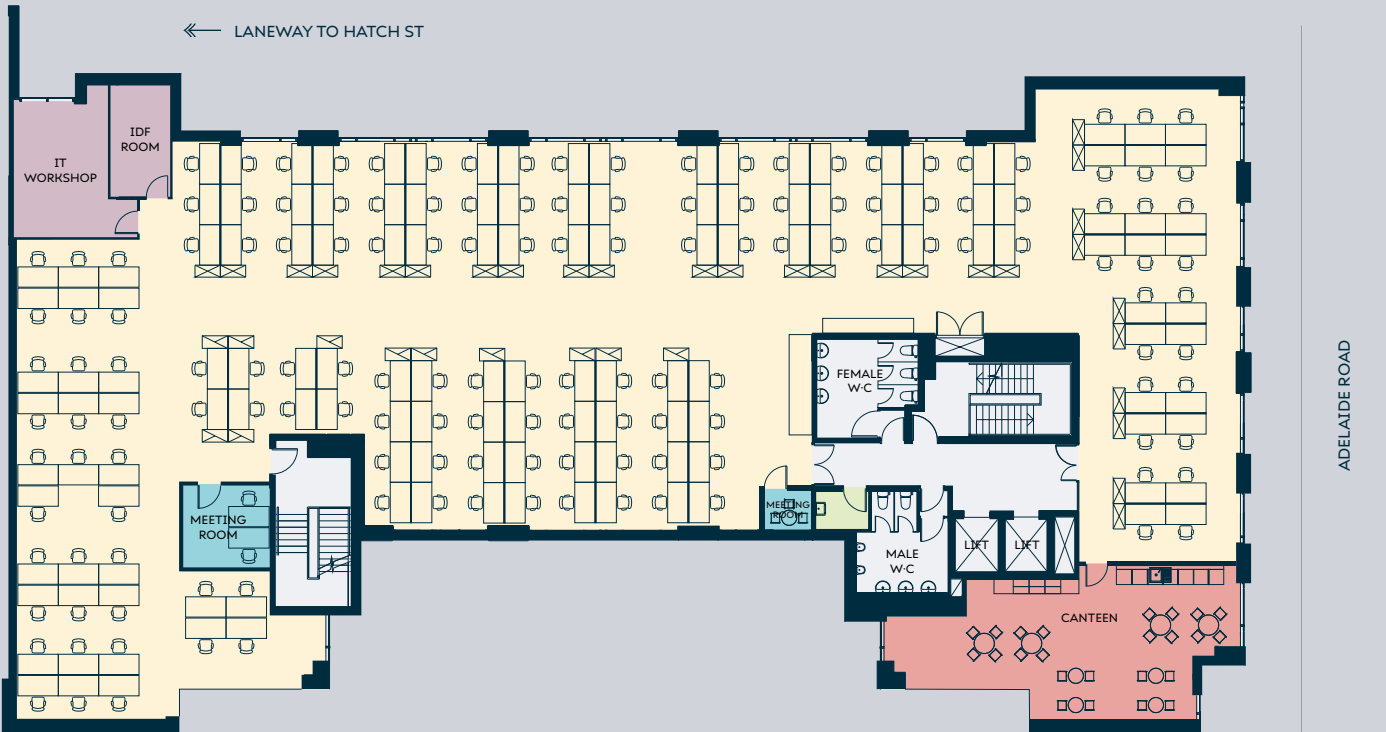 LANEWAY TO HATCH ST
IDF
ROOM
IT
WORKSHOP
FEMALE
W·C
ADELAIDE ROAD
MEETING
ROOM
MEETING
ROOM
MALE
W·C
LIFT
LIFT
CANTEEN